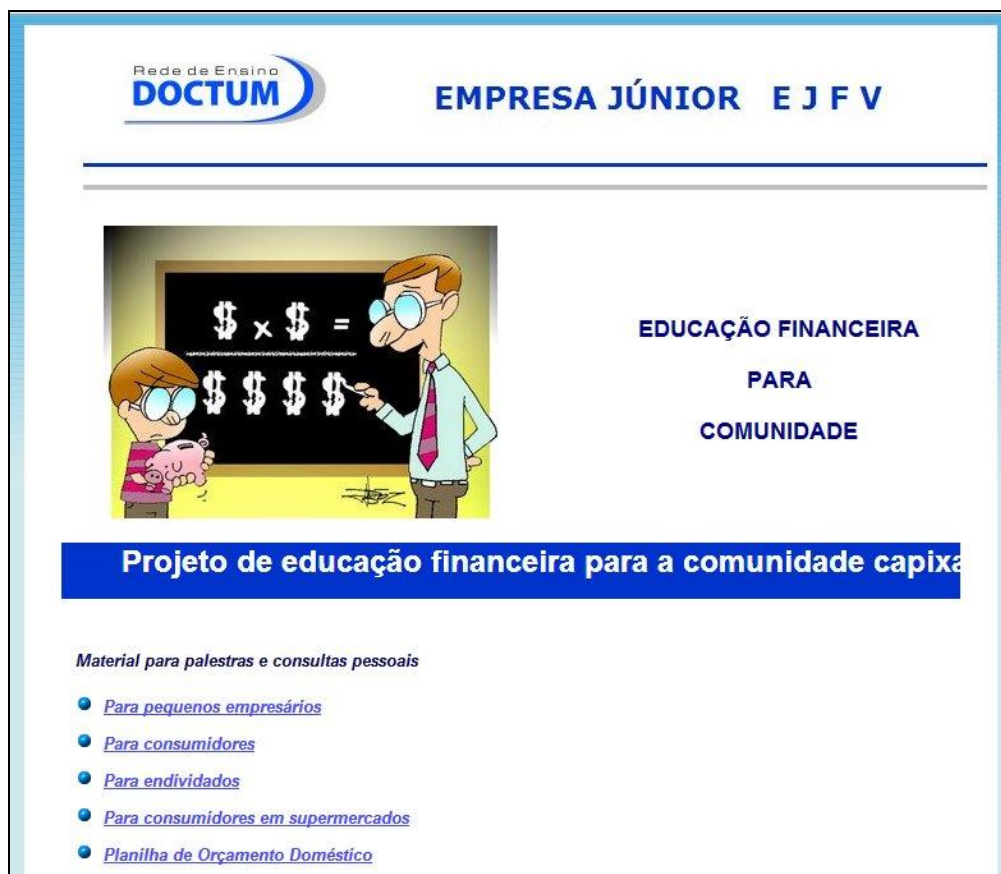 Rede de Ensino
DOCTUM
EMPRESA JÚNIOR E J F V
$ x $ =
$ $ $ $
EDUCAÇÃO FINANCEIRA
PARA
COMUNIDADE
Projeto de educação financeira para a comunidade capixa
Material para palestras e consultas pessoais
Para pequenos empresários
Para consumidores
Para endividados
Para consumidores em supermercados
Planilha de Orçamento Doméstico